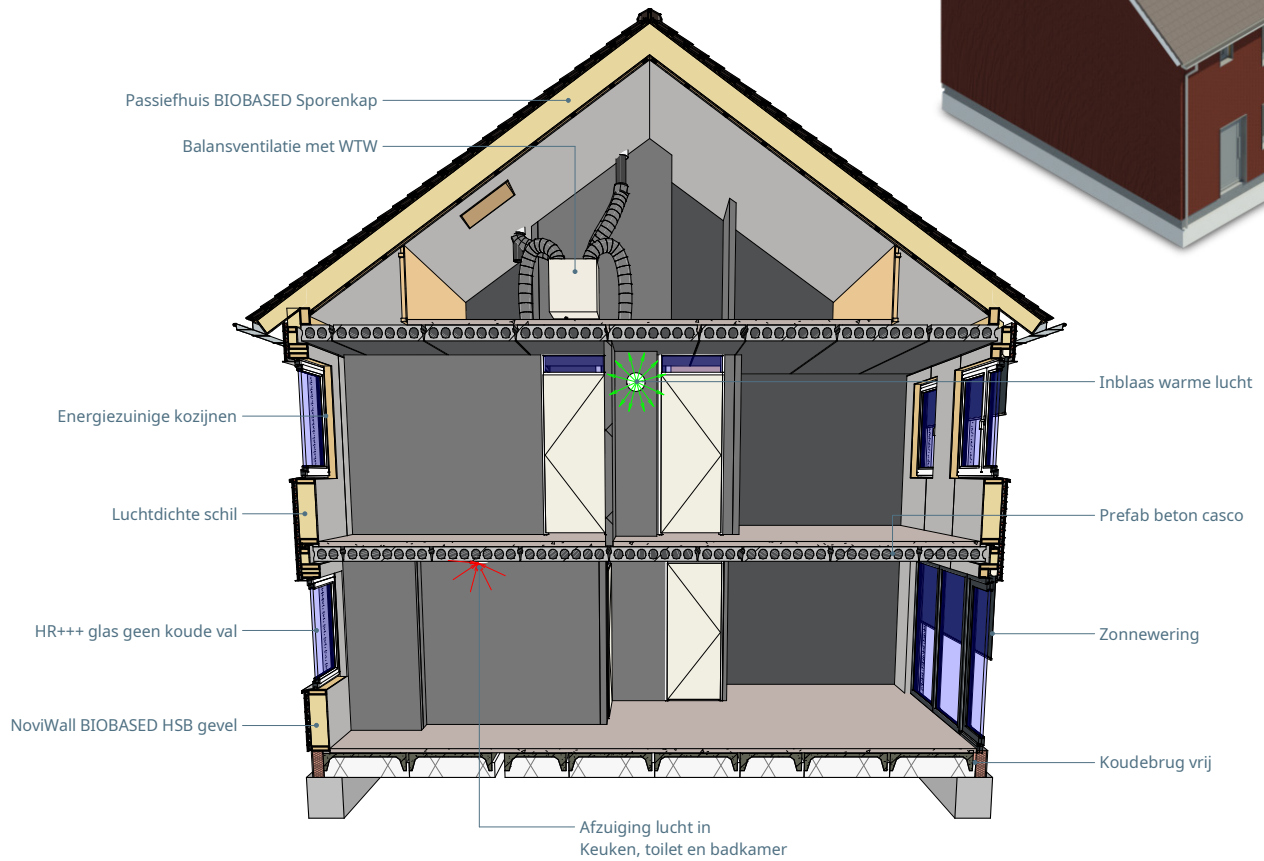 Passiefhuis BIOBASED Sporenkap
Balansventilatie met WTW
Energiezuinige kozijnen
Luchtdichte schil
HR+++ glas geen koude val
NoviWall BIOBASED HSB gevel
Inblaas warme lucht
Prefab beton casco
Zonnewering
Koudebrug vrij
Afzuiging lucht in
Keuken, toilet en badkamer